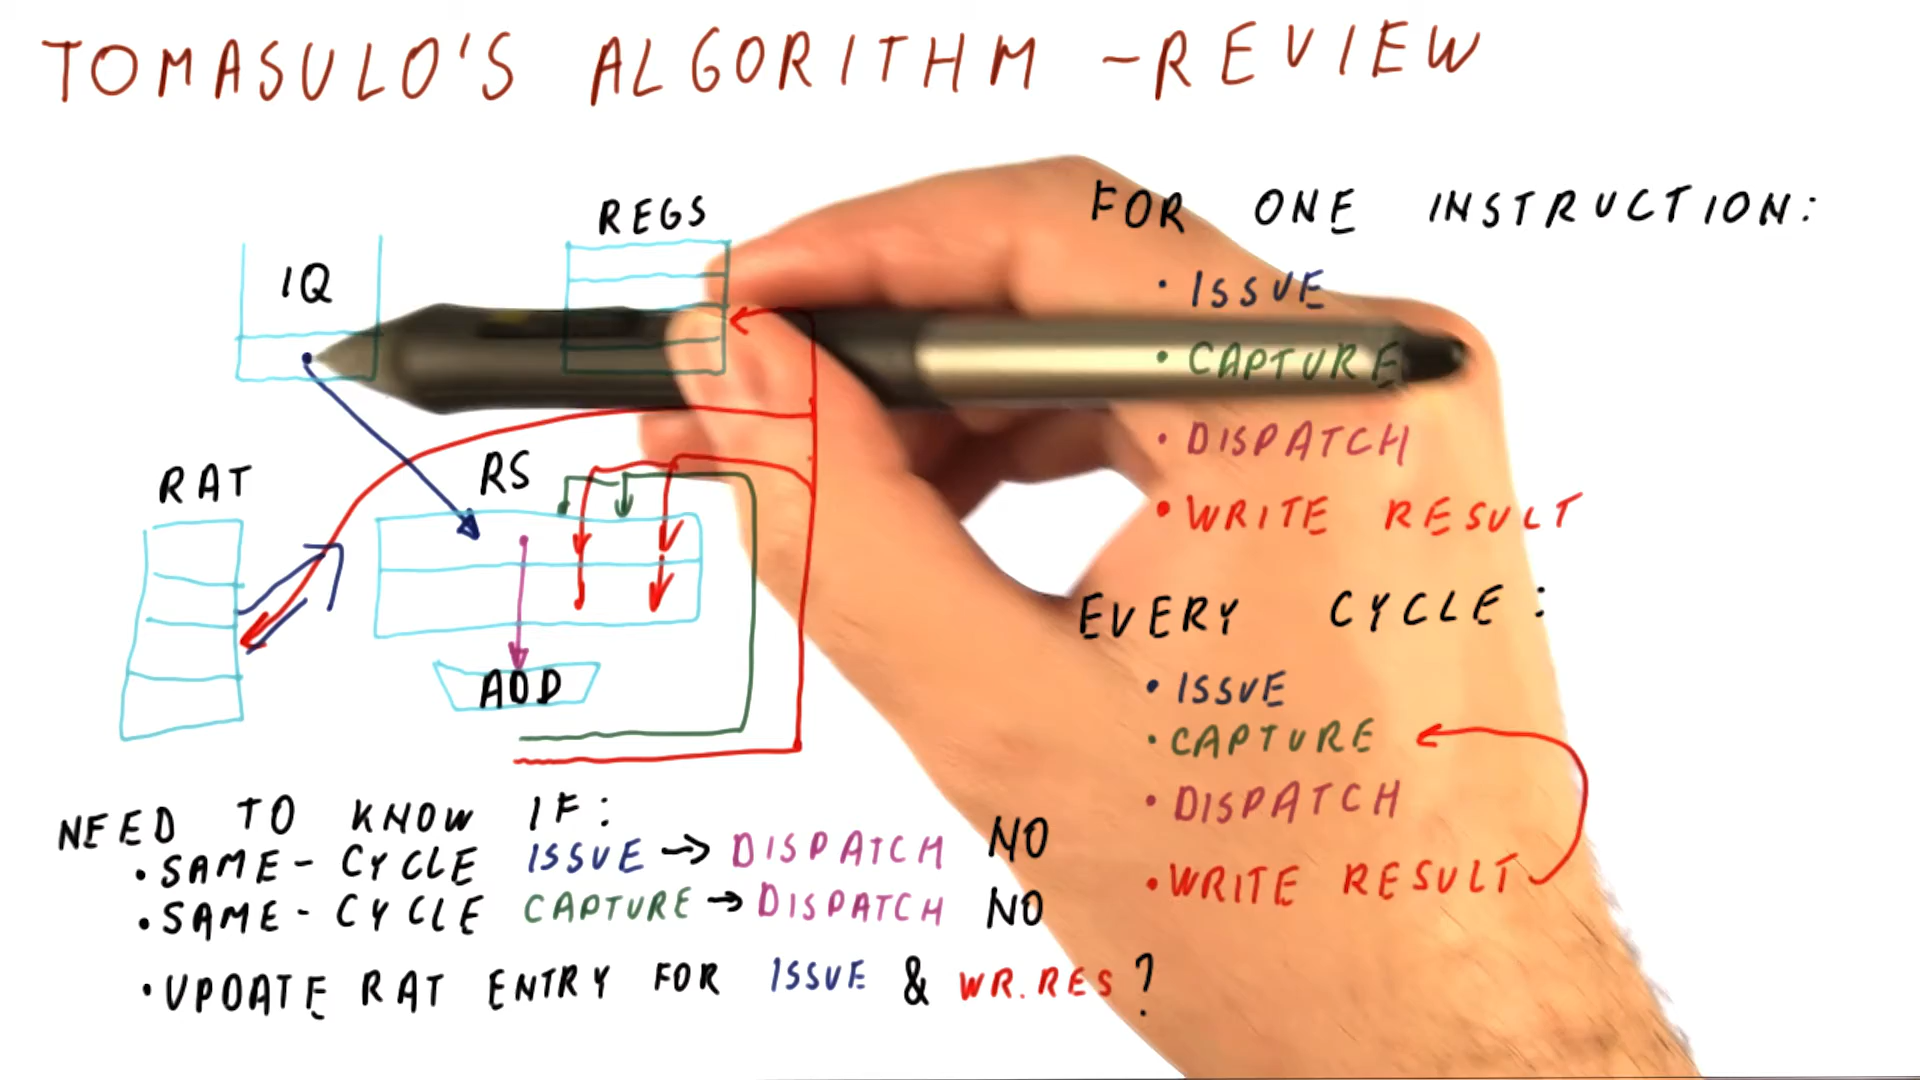 TOMASULO'S ALGORITHM - REVIEW
REGS
IQ
RAT
RS
ADD
FOR ONE INSTRUCTION:
• ISSUE
• CAPTURE
• DISPATCH
• WRITE RESULT
EVERY CYCLE:
• ISSUE
• CAPTURE
• DISPATCH
• WRITE RESULT
NEED TO KNOW IF:
• SAME-CYCLE ISSUE → DISPATCH NO
• SAME-CYCLE CAPTURE → DISPATCH NO
• UPDATE RAT ENTRY FOR ISSUE & WR.RES?